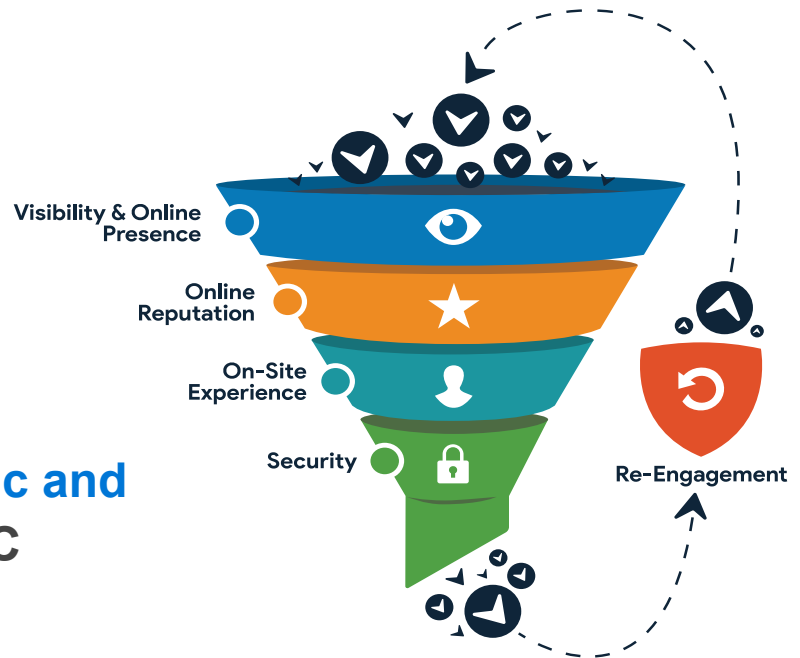 Visibility & Online
Presence
Online
Reputation
On-Site
Experience
Security
c and
C
Re-Engagement